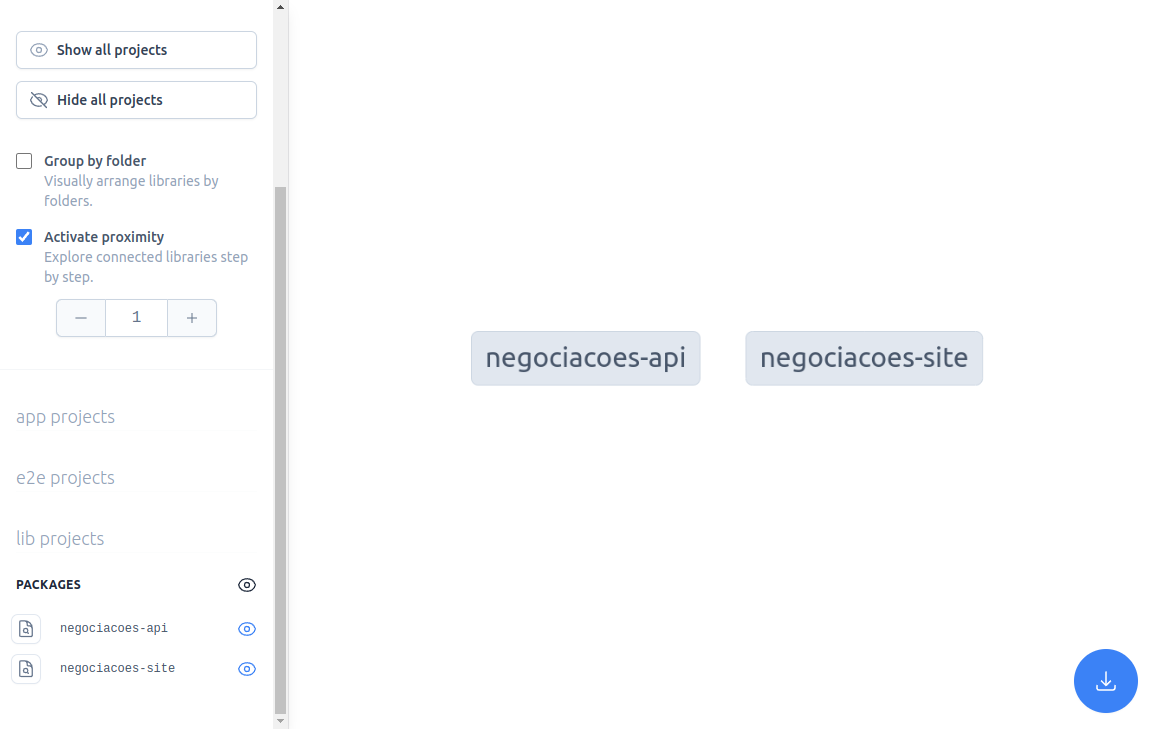 Show all projects
Hide all projects
Group by folder
Visually arrange libraries by
folders.
Activate proximity
Explore connected libraries step
by step.
1
app projects
e2e projects
lib projects
PACKAGES
negociacoes-api
negociacoes-site
negociacoes-api
negociacoes-site